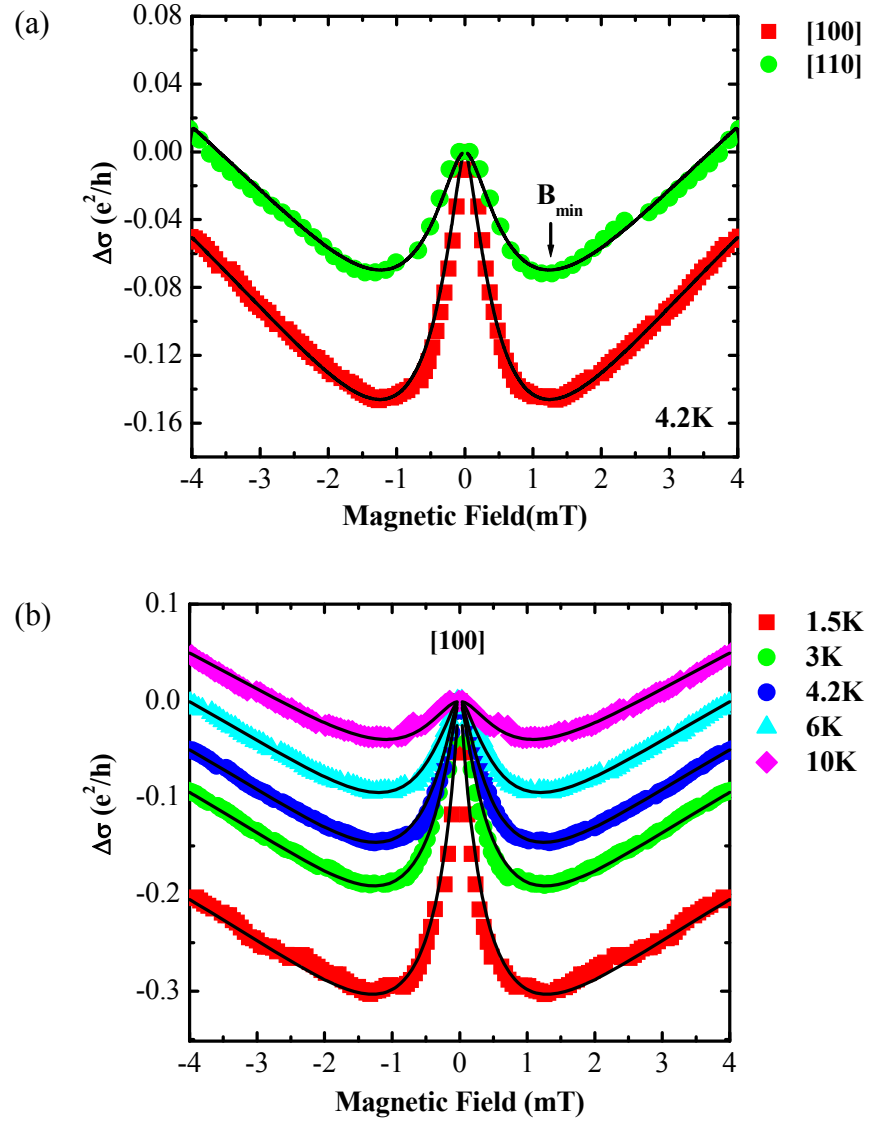 (a)
0.08
0.04
0.00
-0.04
-0.08
-0.12
-0.16
Δσ (e²/h)
[100]
[110]
B_min
4.2K
-4 -3 -2 -1 0 1 2 3 4
Magnetic Field(mT)
(b)
0.1
0.0
-0.1
-0.2
-0.3
Δσ (e²/h)
[100]
1.5K
3K
4.2K
6K
10K
-4 -3 -2 -1 0 1 2 3 4
Magnetic Field (mT)